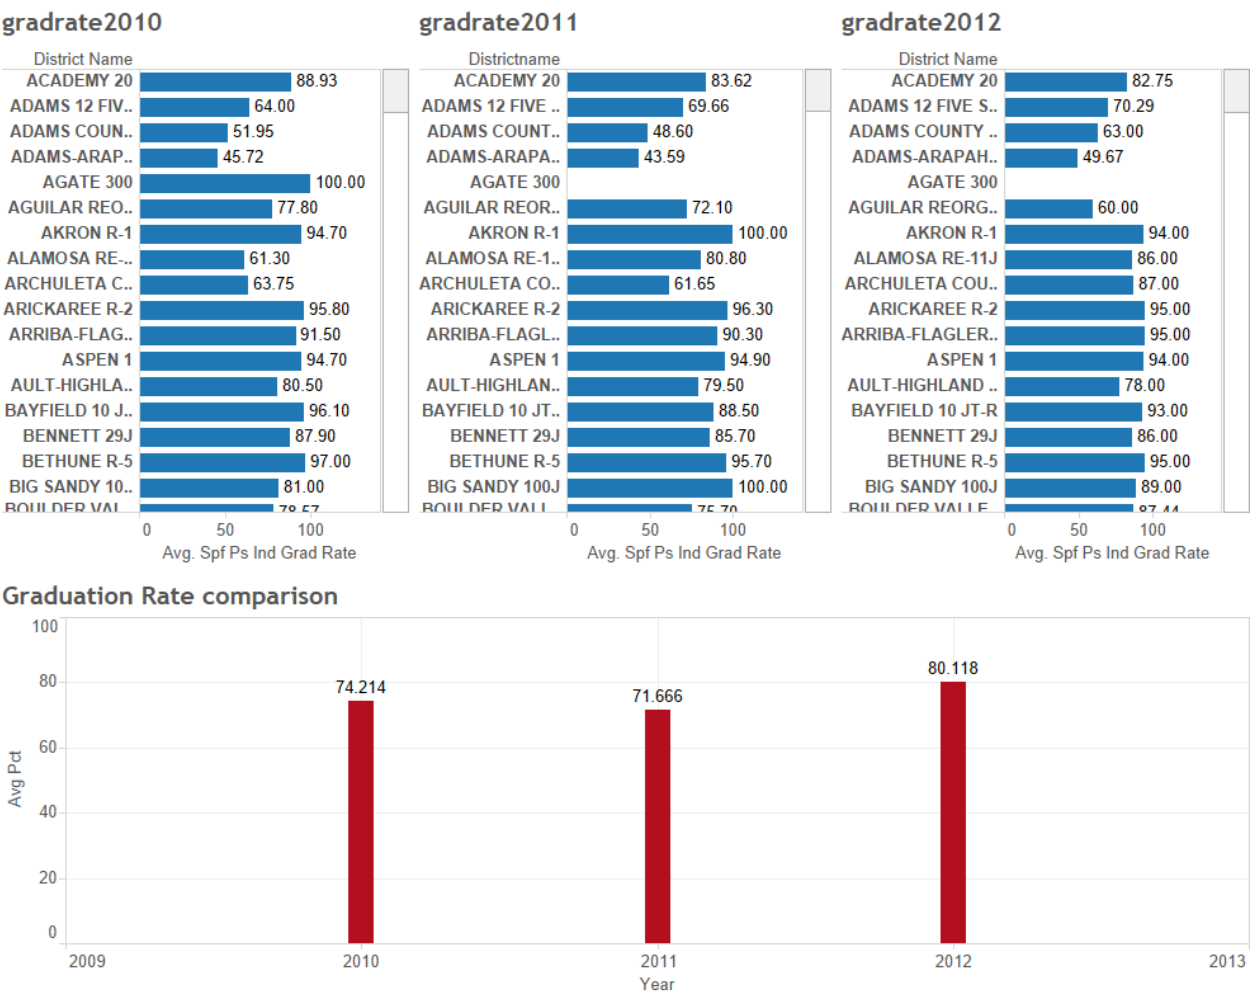 gradrate2010
District Name
ACADEMY 20 88.93
ADAMS 12 FIV.. 64.00
ADAMS COUN.. 51.95
ADAMS-ARAP.. 45.72
AGATE 300 100.00
AGUILAR REO.. 77.80
AKRON R-1 94.70
ALAMOSA RE-.. 61.30
ARCHULETA C.. 63.75
ARICKAREE R-2 95.80
ARRIBA-FLAG.. 91.50
ASPEN 1 94.70
AULT-HIGHLA.. 80.50
BAYFIELD 10 J.. 96.10
BENNETT 29J 87.90
BETHUNE R-5 97.00
BIG SANDY 10.. 81.00
BOULDER VAL.. 78.57
0 50 100
Avg. Spf Ps Ind Grad Rate
gradrate2011
Districtname
ACADEMY 20 83.62
ADAMS 12 FIVE .. 69.66
ADAMS COUNT.. 48.60
ADAMS-ARAPA.. 43.59
AGATE 300
AGUILAR REOR.. 72.10
AKRON R-1 100.00
ALAMOSA RE-1.. 80.80
ARCHULETA CO.. 61.65
ARICKAREE R-2 96.30
ARRIBA-FLAGL.. 90.30
ASPEN 1 94.90
AULT-HIGHLAN.. 79.50
BAYFIELD 10 JT.. 88.50
BENNETT 29J 85.70
BETHUNE R-5 95.70
BIG SANDY 100J 100.00
BOULDER VALL.. 75.70
0 50 100
Avg. Spf Ps Ind Grad Rate
gradrate2012
District Name
ACADEMY 20 82.75
ADAMS 12 FIVE S.. 70.29
ADAMS COUNTY .. 63.00
ADAMS-ARAPAH.. 49.67
AGATE 300
AGUILAR REORG.. 60.00
AKRON R-1 94.00
ALAMOSA RE-11J 86.00
ARCHULETA COU.. 87.00
ARICKAREE R-2 95.00
ARRIBA-FLAGLER.. 95.00
ASPEN 1 94.00
AULT-HIGHLAND .. 78.00
BAYFIELD 10 JT-R 93.00
BENNETT 29J 86.00
BETHUNE R-5 95.00
BIG SANDY 100J 89.00
BOULDER VALLE.. 87.44
0 50 100
Avg. Spf Ps Ind Grad Rate
Graduation Rate comparison
100
80
60
40
20
0
Avg Pct
74.214
71.666
80.118
2009 2010 2011 2012 2013
Year